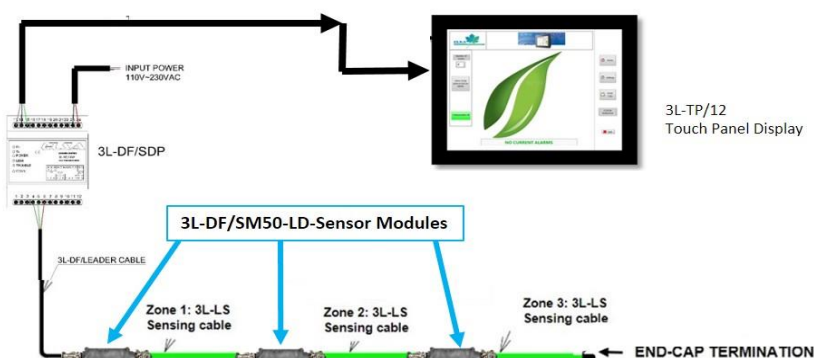 INPUT POWER
110V~230VAC
3L-TP/12
Touch Panel Display
NO CURRENT ALARMS
3L-DF/SDP
3L-DF/SM50-LD-Sensor Modules
3L-DF/LEADER CABLE
Zone 1: 3L-LS
Sensing cable
Zone 2: 3L-LS
Sensing cable
Zone 3: 3L-LS
Sensing cable
END-CAP TERMINATION